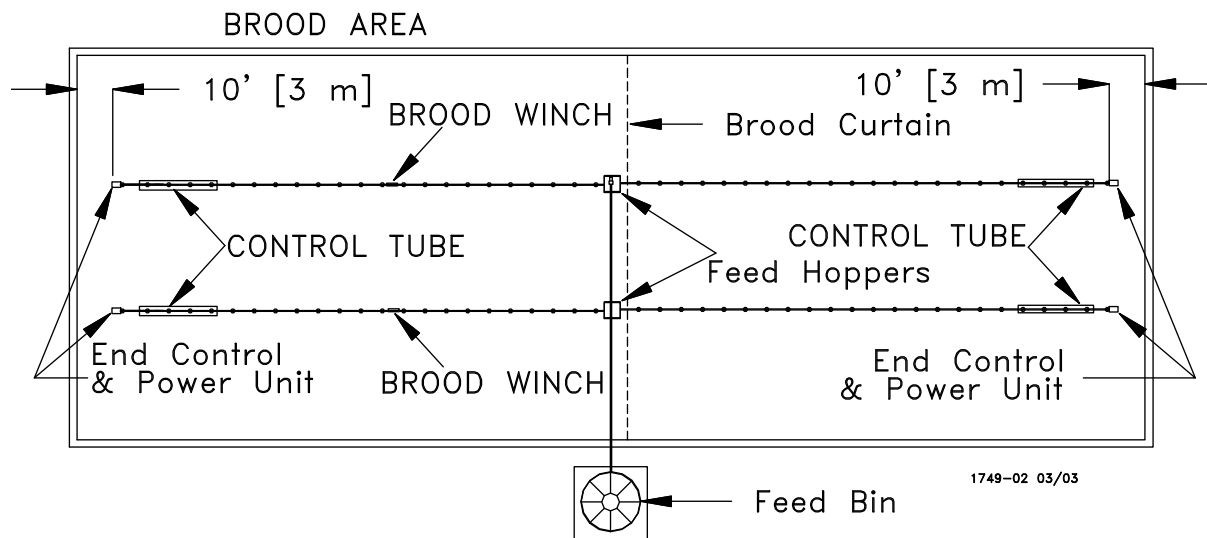 BROOD AREA
10' [3 m]
10' [3 m]
BROOD WINCH
Brood Curtain
CONTROL TUBE
CONTROL TUBE
Feed Hoppers
End Control
& Power Unit
BROOD WINCH
End Control
& Power Unit
1749-02 03/03
Feed Bin